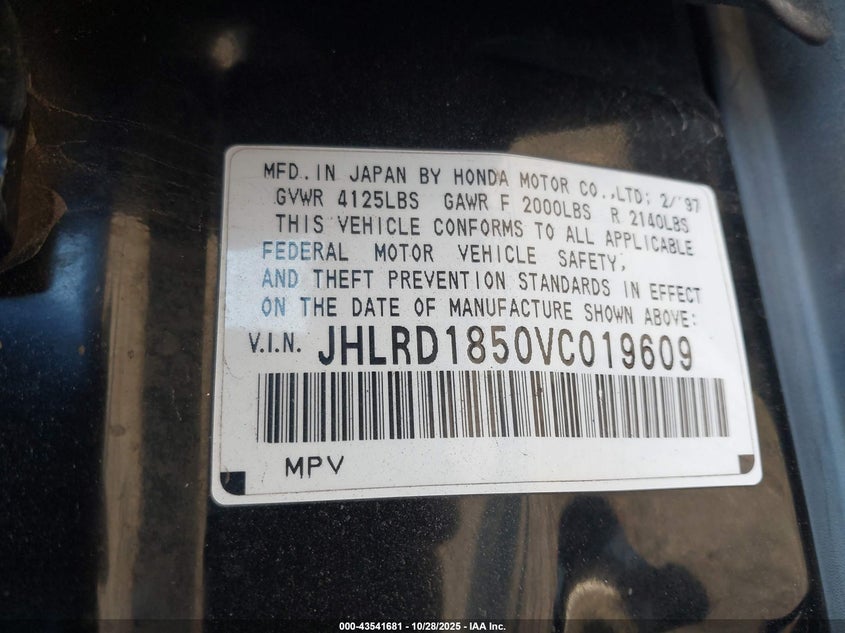 MFD. IN JAPAN BY HONDA MOTOR CO.,LTD; 2/'97
GVWR 4125LBS GAWR F 2000LBS R 2140LBS
THIS VEHICLE CONFORMS TO ALL APPLICABLE
FEDERAL MOTOR VEHICLE SAFETY,
AND THEFT PREVENTION STANDARDS IN EFFECT
ON THE DATE OF MANUFACTURE SHOWN ABOVE:
V.I.N. JHLRD1850VC019609
MPV
000-43541681 | 10/28/2025 - IAA Inc.